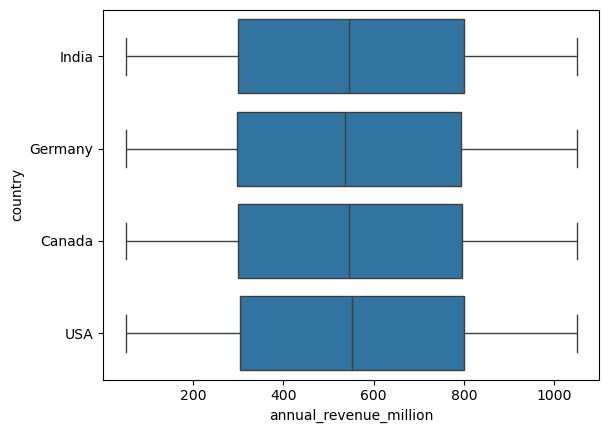 country
India
Germany
Canada
USA
200 400 600 800 1000
annual_revenue_million